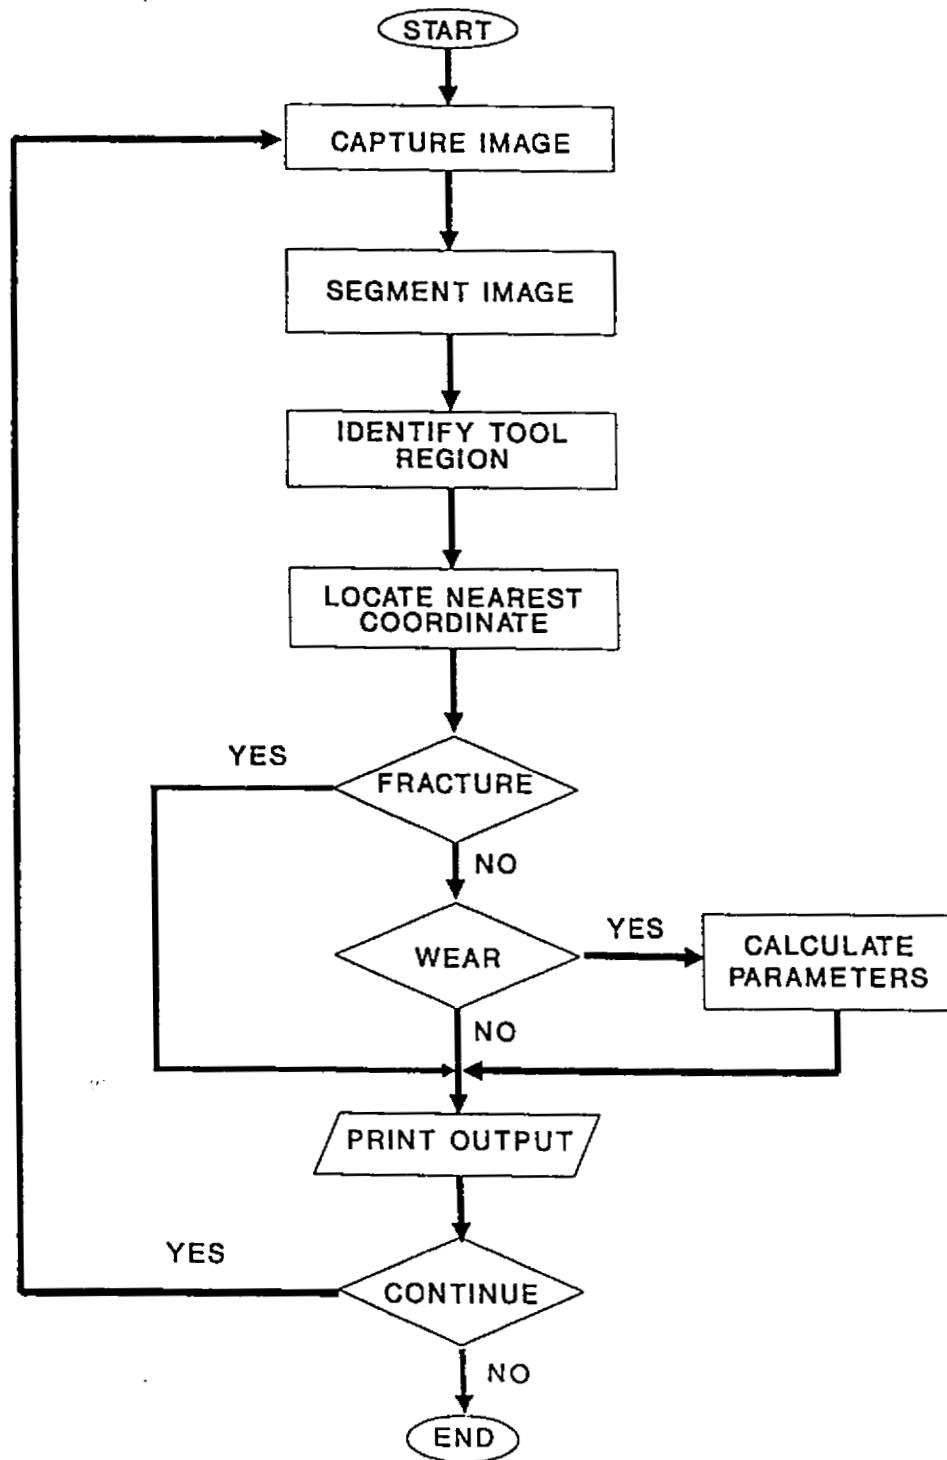 START
CAPTURE IMAGE
SEGMENT IMAGE
IDENTIFY TOOL
REGION
LOCATE NEAREST
COORDINATE
YES
FRACTURE
NO
WEAR
YES
CALCULATE
PARAMETERS
NO
PRINT OUTPUT
YES
CONTINUE
NO
END